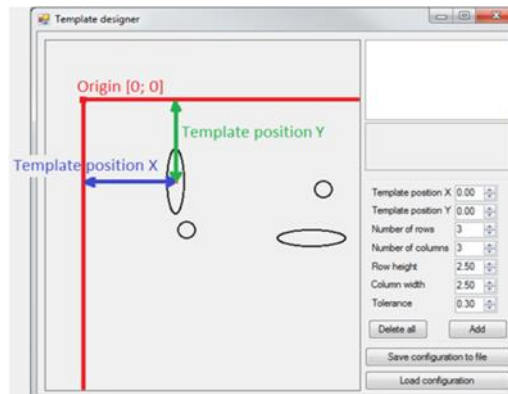 Template designer
Origin [0; 0]
Template position Y
Template position X
Template position X 0.00
Template position Y 0.00
Number of rows 3
Number of columns 3
Row height 2.50
Column width 2.50
Tolerance 0.30
Delete all Add
Save configuration to file
Load configuration